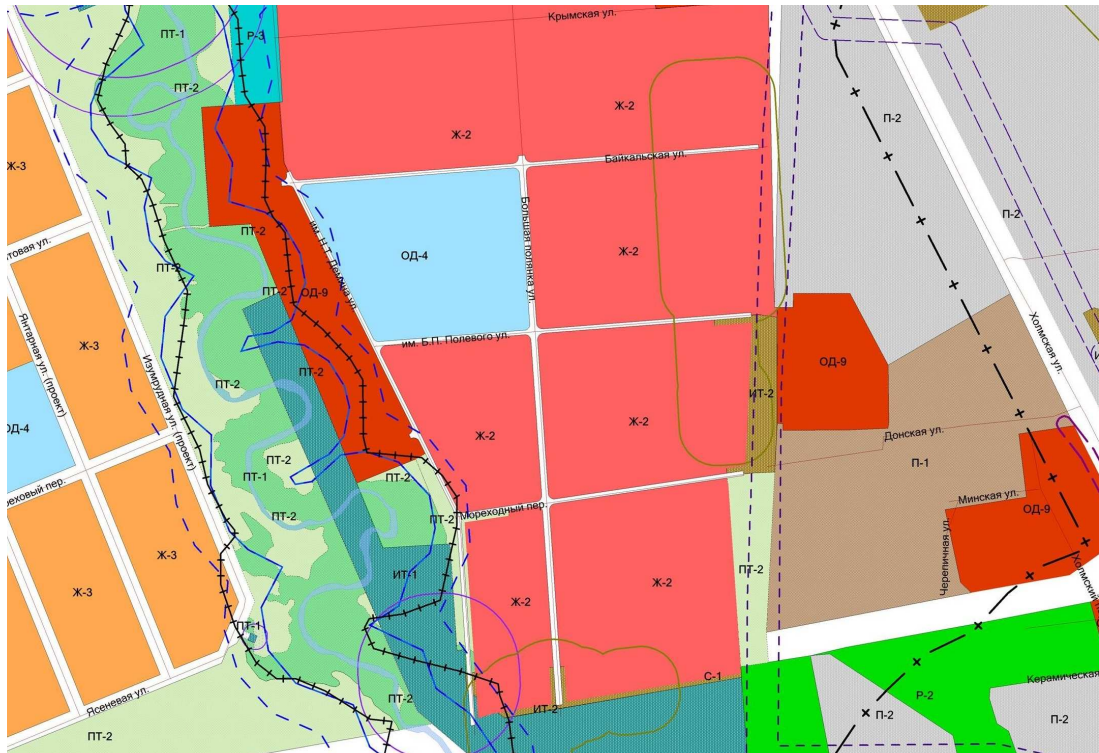 Крымская ул.
ПТ-1
Р-3
ПТ-2
Ж-2
П-2
Ж-2
Байкальская ул.
Ж-3
П-2
ПТ-2
Большая полянка ул.
товая ул.
ОД-4
Ж-2
ПТ-2
ПТ-2
ОД-9
Янтарная ул. (проект)
Ж-3
Изумрудная ул. (проект)
им. Б.П. Полевого ул.
Холмская ул.
ОД-9
ПТ-2
ПТ-2
ИТ-2
ОД-4
Ж-2
Ж-2
Донская ул.
П-1
ПТ-2
ПТ-1
ПТ-2
реховый пер.
Минская ул.
ОД-9
ПТ-2
ПТ-2
Мореходный пер.
Черепичная ул.
Ж-3
Ж-3
ИТ-1
Ж-2
Ж-2
ПТ-2
ПТ-1
Ясеневая ул.
ПТ-2
ПТ-2
ИТ-2
С-1
Р-2
Керамическая
П-2
П-2